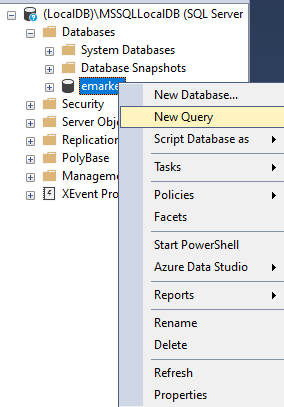 (LocalDB)\MSSQLLocalDB (SQL Server
Databases
System Databases
Database Snapshots
emarke
Security
Server Obje
Replication
PolyBase
Manageme
XEvent Pro
New Database...
New Query
Script Database as
Tasks
Policies
Facets
Start PowerShell
Azure Data Studio
Reports
Rename
Delete
Refresh
Properties